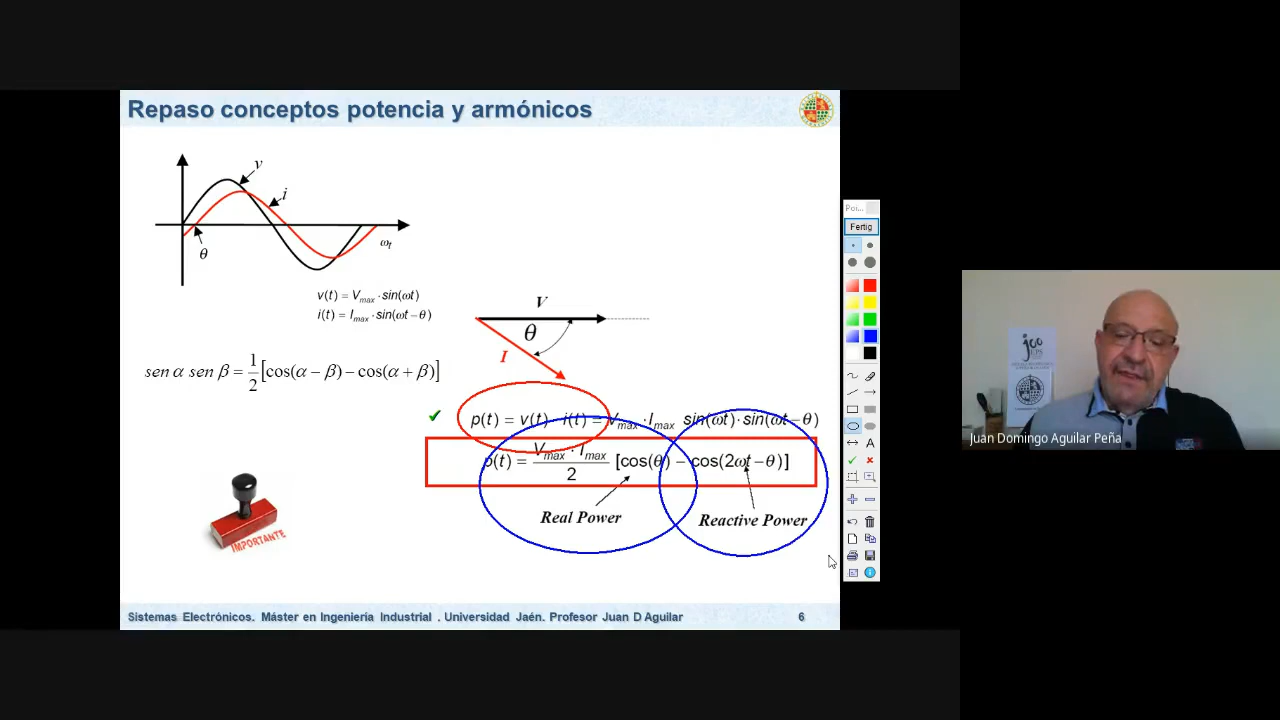 Repaso conceptos potencia y armónicos
v
i
θ
ωt
v(t) = Vmax ·sin(ωt)
i(t) = Imax ·sin(ωt − θ)
V
θ
I
sen α sen β = 1/2 [cos(α − β) − cos(α + β)]
p(t) = v(t) · i(t) = Vmax · Imax sin(ωt) · sin(ωt − θ)
p(t) = Vmax · Imax / 2 [cos(θ) − cos(2ωt − θ)]
Real Power
Reactive Power
IMPORTANTE
Sistemas Electrónicos. Máster en Ingeniería Industrial . Universidad Jaén. Profesor Juan D Aguilar
6
Fertig
A
Juan Domingo Aguilar Peña